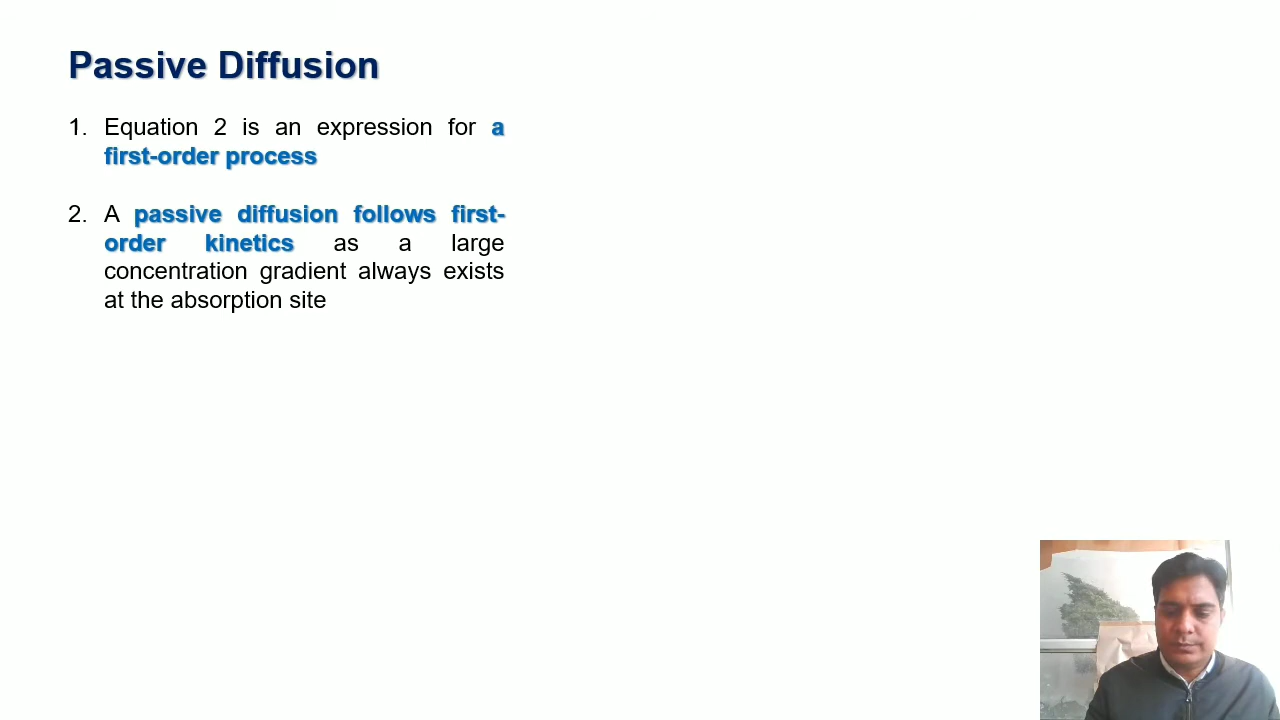 Passive Diffusion
1. Equation 2 is an expression for a
first-order process
2. A passive diffusion follows first-
order kinetics as a large
concentration gradient always exists
at the absorption site